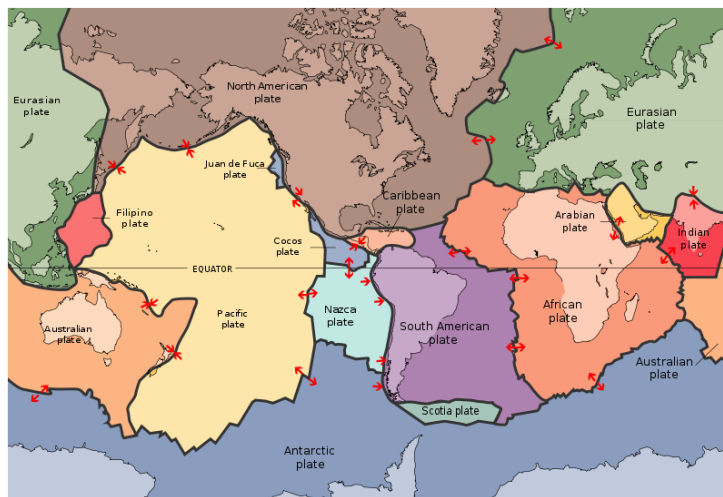 North American
plate
Eurasian
plate
Eurasian
plate
Juan de Fuca
plate
Caribbean
plate
Filipino
plate
Arabian
plate
Cocos
plate
Indian
plate
EQUATOR
Nazca
plate
African
plate
Pacific
plate
South American
plate
Australian
plate
Australian
plate
Scotia plate
Antarctic
plate